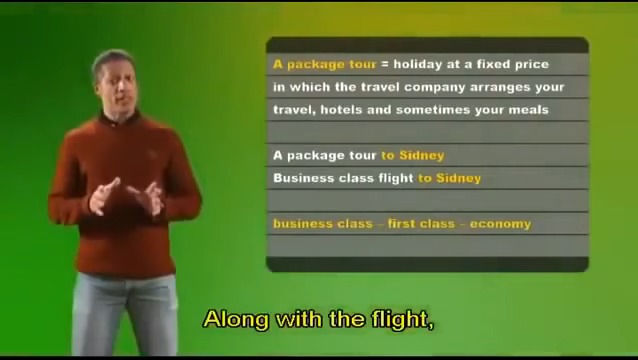 A package tour = holiday at a fixed price
in which the travel company arranges your
travel, hotels and sometimes your meals
A package tour to Sidney
Business class flight to Sidney
business class – first class – economy
Along with the flight,